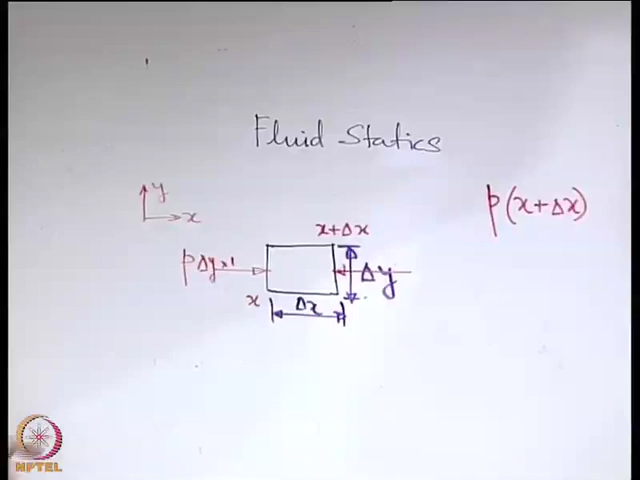 Fluid Statics
y
x
p(x+Δx)
x+Δx
pΔy×1
Δy
x
Δx
NPTEL